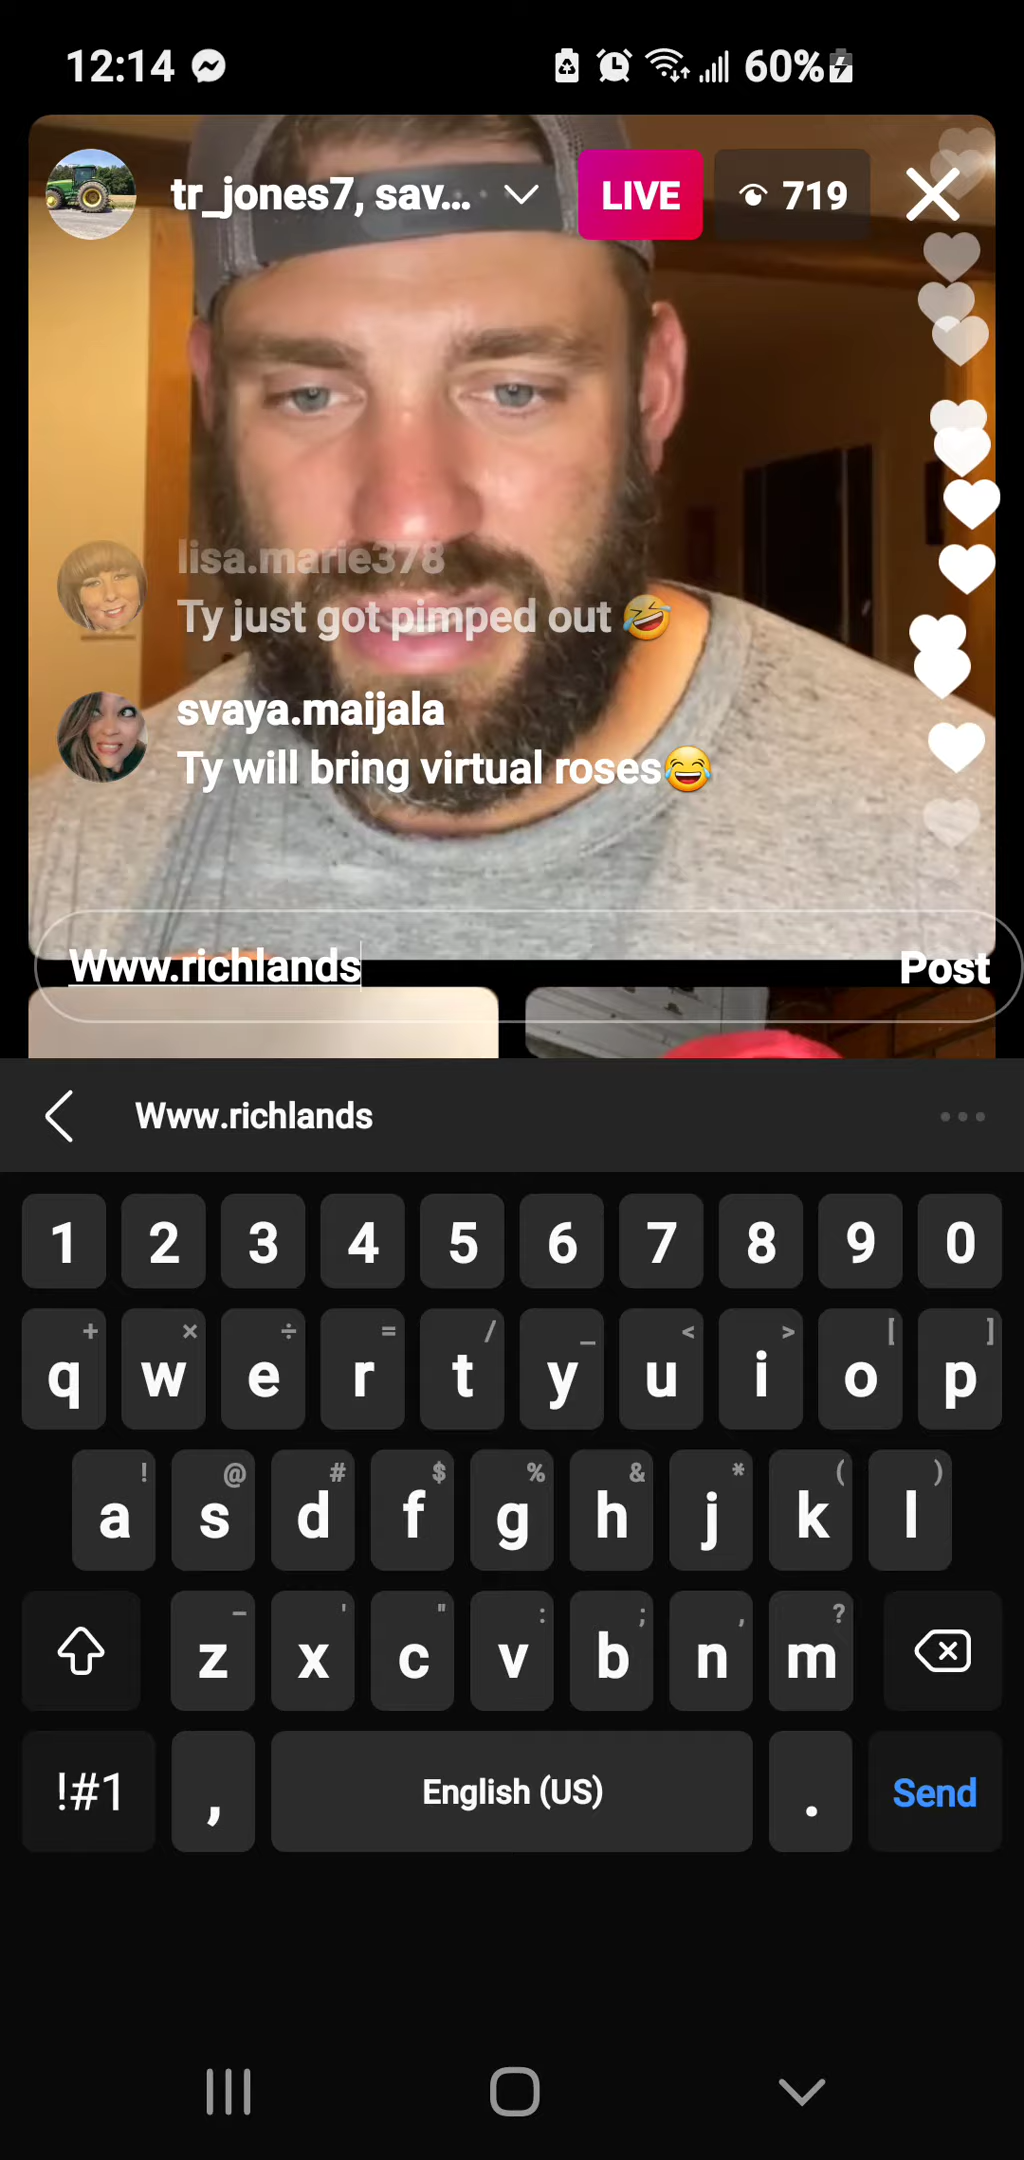 12:14 60%
tr_jones7, sav... LIVE 719
lisa.marie378
Ty just got pimped out 🤣
svaya.maijala
Ty will bring virtual roses😂
Www.richlands Post
Www.richlands
1 2 3 4 5 6 7 8 9 0
+ × ÷ = / _ < > [ ]
q w e r t y u i o p
! @ # $ % & * ( )
a s d f g h j k l
- ' " : ; , ?
z x c v b n m
!#1 , English (US) . Send